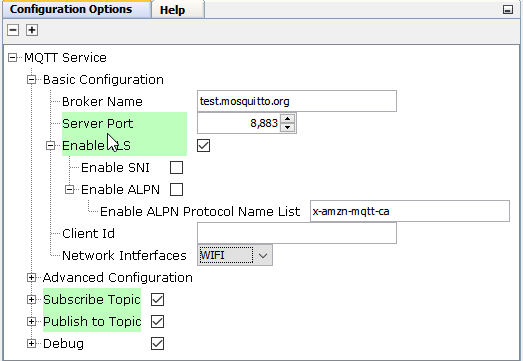 Configuration Options Help
MQTT Service
Basic Configuration
Broker Name test.mosquitto.org
Server Port 8,883
Enable LS
Enable SNI
Enable ALPN
Enable ALPN Protocol Name List x-amzn-mqtt-ca
Client Id
Network Intferfaces WIFI
Advanced Configuration
Subscribe Topic
Publish to Topic
Debug